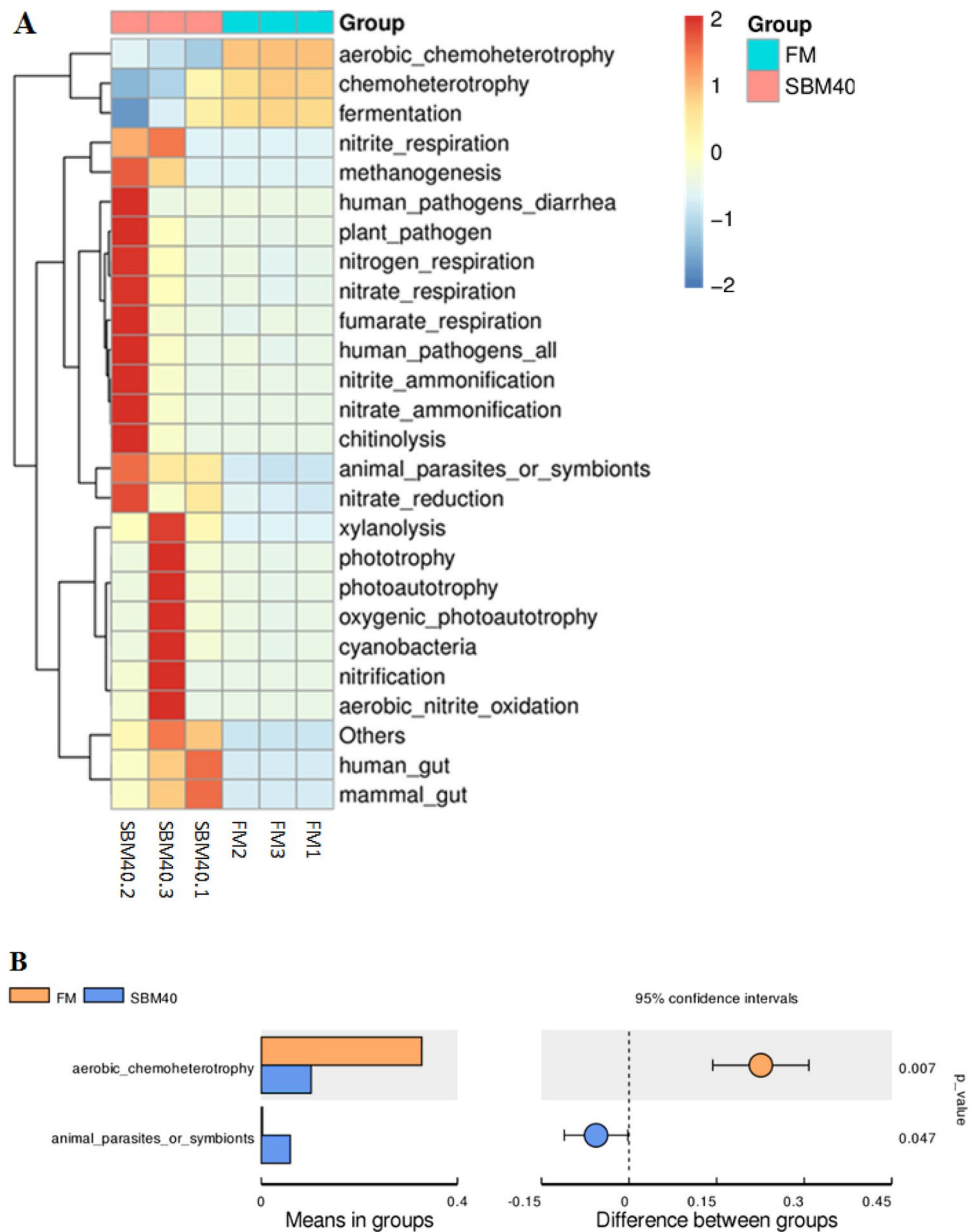 A
Group
aerobic_chemoheterotrophy
chemoheterotrophy
fermentation
nitrite_respiration
methanogenesis
human_pathogens_diarrhea
plant_pathogen
nitrogen_respiration
nitrate_respiration
fumarate_respiration
human_pathogens_all
nitrite_ammonification
nitrate_ammonification
chitinolysis
animal_parasites_or_symbionts
nitrate_reduction
xylanolysis
phototrophy
photoautotrophy
oxygenic_photoautotrophy
cyanobacteria
nitrification
aerobic_nitrite_oxidation
Others
human_gut
mammal_gut
SBM40.2 SBM40.3 SBM40.1 FM2 FM3 FM1
2
1
0
−1
−2
Group
FM
SBM40
B
FM SBM40
95% confidence intervals
aerobic_chemoheterotrophy
0.007
animal_parasites_or_symbionts
0.047
p_value
0 0.4
-0.15 0 0.15 0.3 0.45
Means in groups
Difference between groups